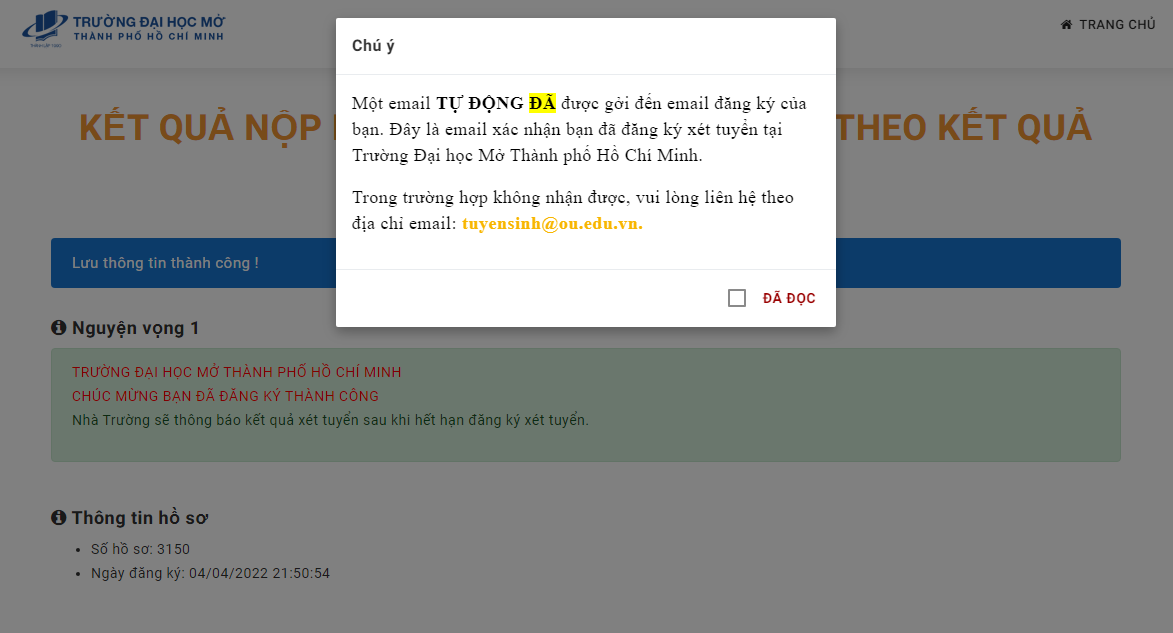 TRƯỜNG ĐẠI HỌC MỞ
THÀNH PHỐ HỒ CHÍ MINH
TRANG CHỦ
Chú ý
Một email TỰ ĐỘNG ĐÃ được gởi đến email đăng ký của
bạn. Đây là email xác nhận bạn đã đăng ký xét tuyển tại
Trường Đại học Mở Thành phố Hồ Chí Minh.
Trong trường hợp không nhận được, vui lòng liên hệ theo
địa chỉ email: tuyensinh@ou.edu.vn.
ĐÃ ĐỌC
KẾT QUẢ NỘP THEO KẾT QUẢ
Lưu thông tin thành công !
Nguyện vọng 1
TRƯỜNG ĐẠI HỌC MỞ THÀNH PHỐ HỒ CHÍ MINH
CHÚC MỪNG BẠN ĐÃ ĐĂNG KÝ THÀNH CÔNG
Nhà Trường sẽ thông báo kết quả xét tuyển sau khi hết hạn đăng ký xét tuyển.
Thông tin hồ sơ
• Số hồ sơ: 3150
• Ngày đăng ký: 04/04/2022 21:50:54